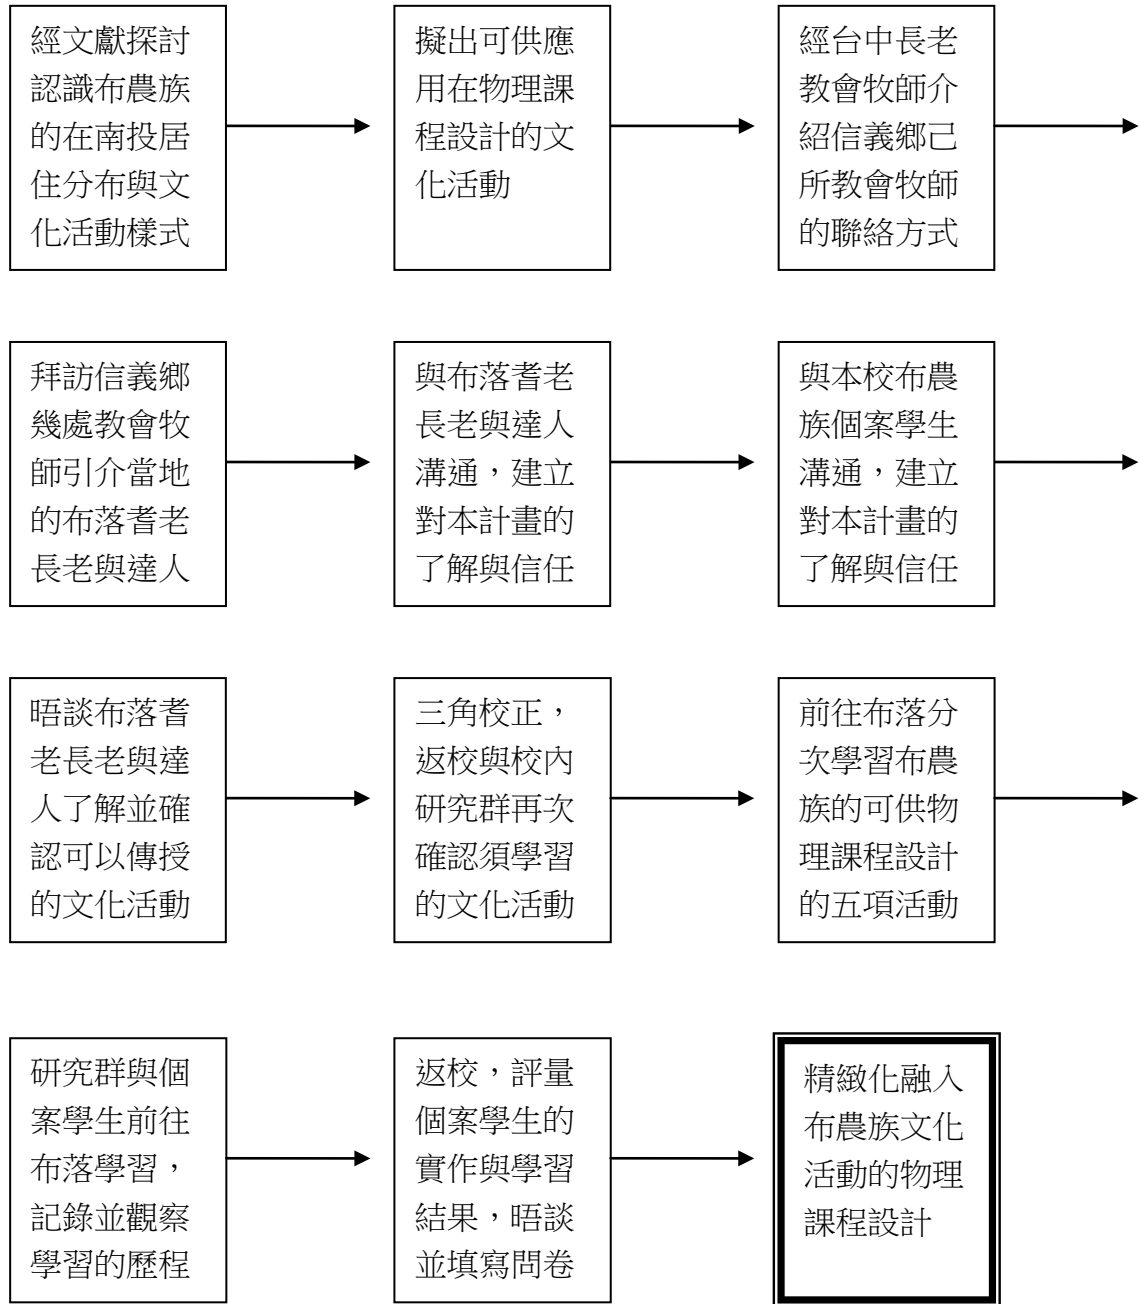 經文獻探討
認識布農族
的在南投居
住分布與文
化活動樣式
擬出可供應
用在物理課
程設計的文
化活動
經台中長老
教會牧師介
紹信義鄉己
所教會牧師
的聯絡方式
拜訪信義鄉
幾處教會牧
師引介當地
的布落耆老
長老與達人
與布落耆老
長老與達人
溝通，建立
對本計畫的
了解與信任
與本校布農
族個案學生
溝通，建立
對本計畫的
了解與信任
晤談布落耆
老長老與達
人了解並確
認可以傳授
的文化活動
三角校正，
返校與校內
研究群再次
確認須學習
的文化活動
前往布落分
次學習布農
族的可供物
理課程設計
的五項活動
研究群與個
案學生前往
布落學習，
記錄並觀察
學習的歷程
返校，評量
個案學生的
實作與學習
結果，晤談
並填寫問卷
精緻化融入
布農族文化
活動的物理
課程設計